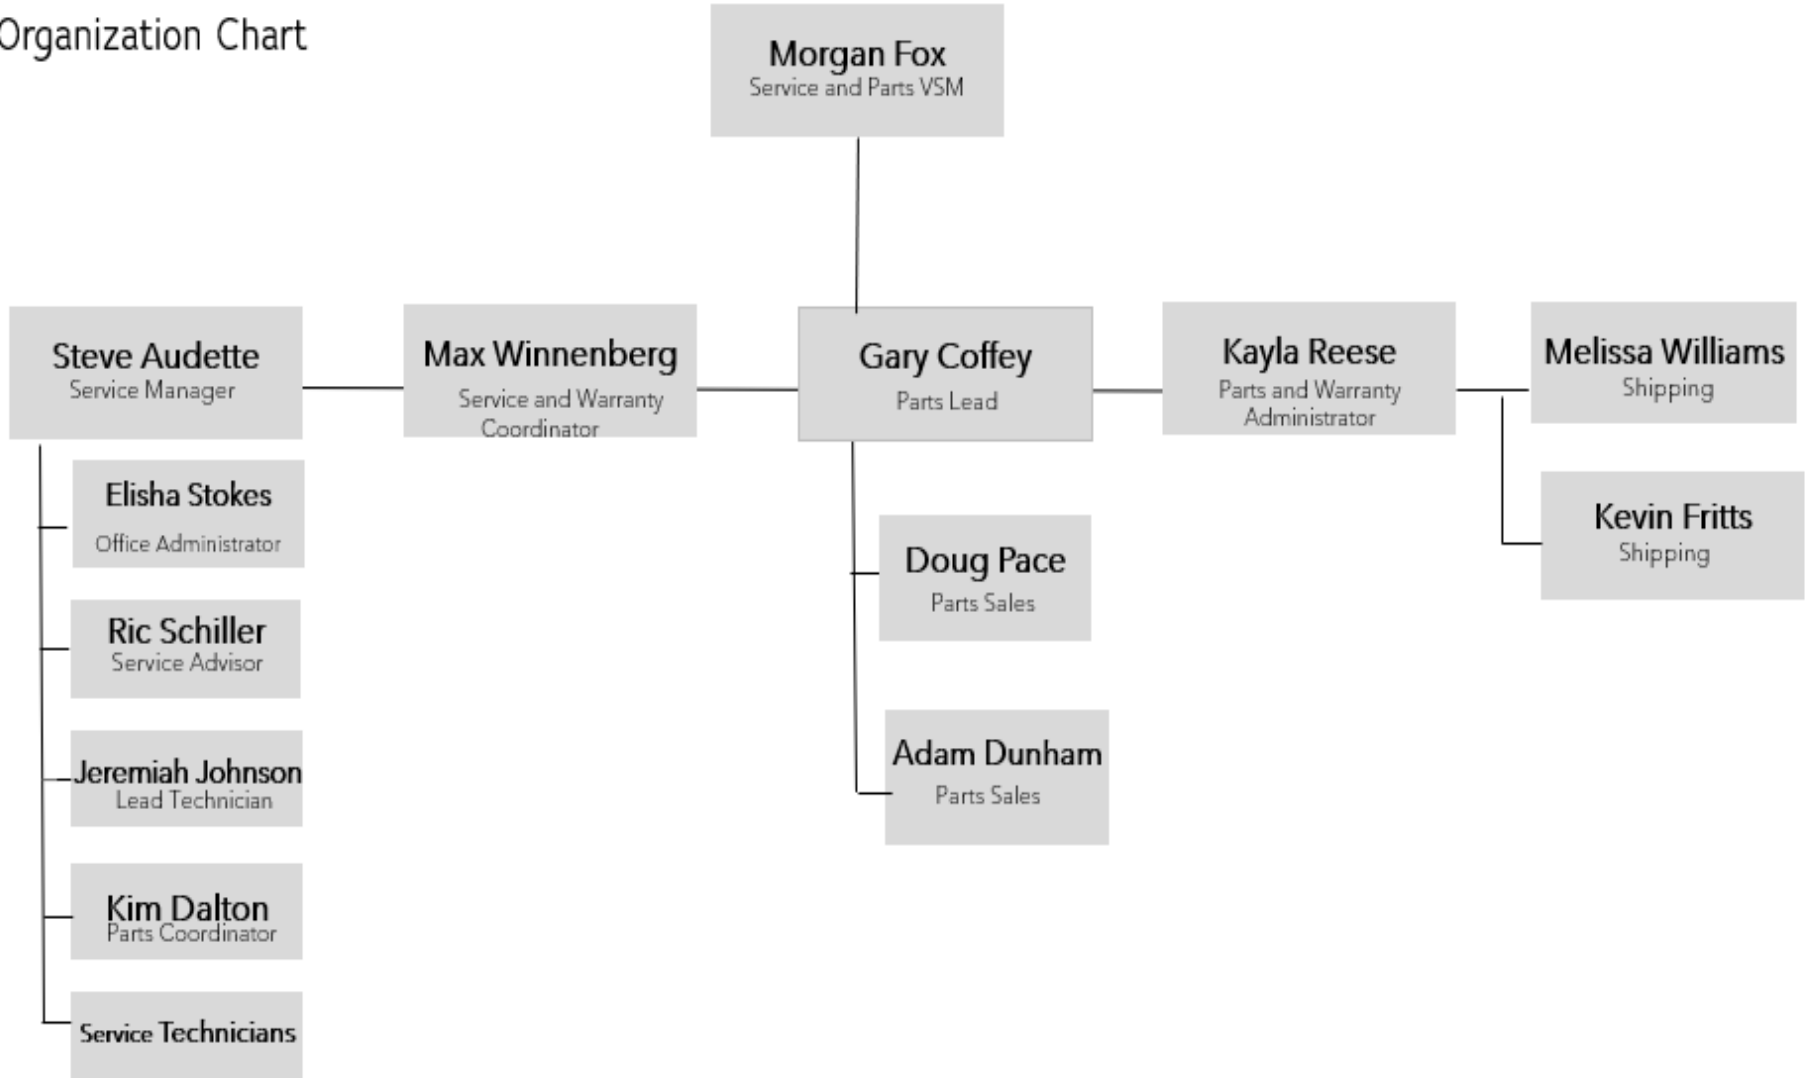 Organization Chart
Morgan Fox
Service and Parts VSM
Steve Audette
Service Manager
Max Winnenberg
Service and Warranty
Coordinator
Gary Coffey
Parts Lead
Kayla Reese
Parts and Warranty
Administrator
Melissa Williams
Shipping
Kevin Fritts
Shipping
Elisha Stokes
Office Administrator
Ric Schiller
Service Advisor
Jeremiah Johnson
Lead Technician
Kim Dalton
Parts Coordinator
Service Technicians
Doug Pace
Parts Sales
Adam Dunham
Parts Sales